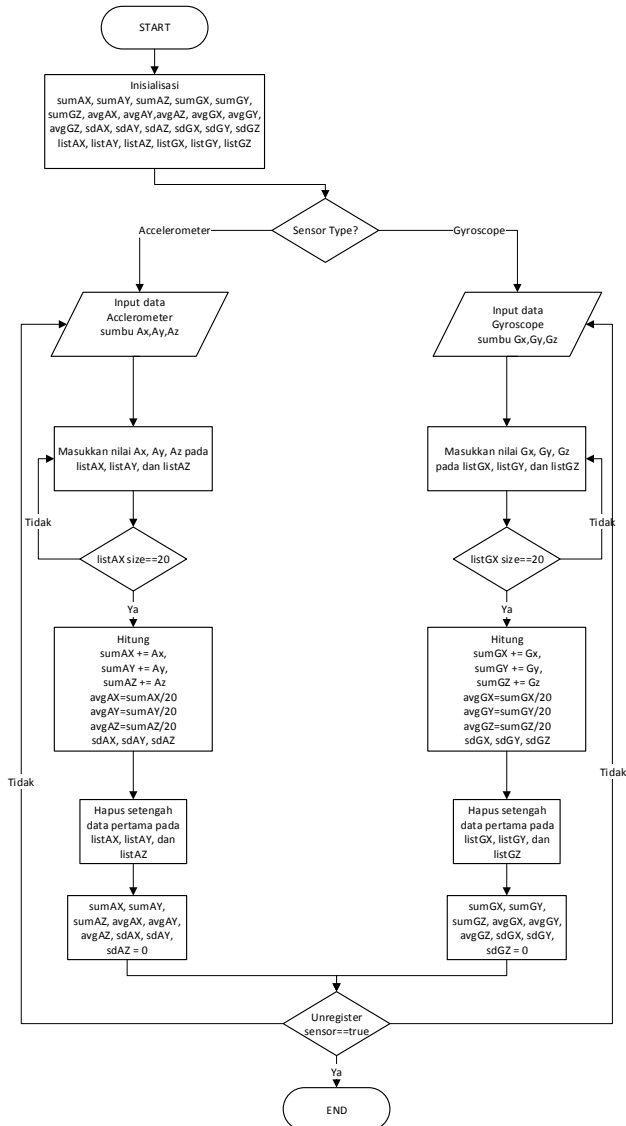 START
Inisialisasi
sumAX, sumAY, sumAZ, sumGX, sumGY,
sumGZ, avgAX, avgAY,avgAZ, avgGX, avgGY,
avgGZ, sdAX, sdAY, sdAZ, sdGX, sdGY, sdGZ
listAX, listAY, listAZ, listGX, listGY, listGZ
Sensor Type?
Accelerometer
Gyroscope
Input data
Acclerometer
sumbu Ax,Ay,Az
Input data
Gyroscope
sumbu Gx,Gy,Gz
Masukkan nilai Ax, Ay, Az pada
listAX, listAY, dan listAZ
Masukkan nilai Gx, Gy, Gz
pada listGX, listGY, dan listGZ
Tidak
Tidak
listAX size==20
listGX size==20
Ya
Ya
Hitung
sumAX += Ax,
sumAY += Ay,
sumAZ += Az
avgAX=sumAX/20
avgAY=sumAY/20
avgAZ=sumAZ/20
sdAX, sdAY, sdAZ
Hitung
sumGX += Gx,
sumGY += Gy,
sumGZ += Gz
avgGX=sumGX/20
avgGY=sumGY/20
avgGZ=sumGZ/20
sdGX, sdGY, sdGZ
Tidak
Tidak
Hapus setengah
data pertama pada
listAX, listAY, dan
listAZ
Hapus setengah
data pertama pada
listGX, listGY, dan
listGZ
sumAX, sumAY,
sumAZ, avgAX, avgAY,
avgAZ, sdAX, sdAY,
sdAZ = 0
sumGX, sumGY,
sumGZ, avgGX, avgGY,
avgGZ, sdGX, sdGY,
sdGZ = 0
Unregister
sensor==true
Ya
END